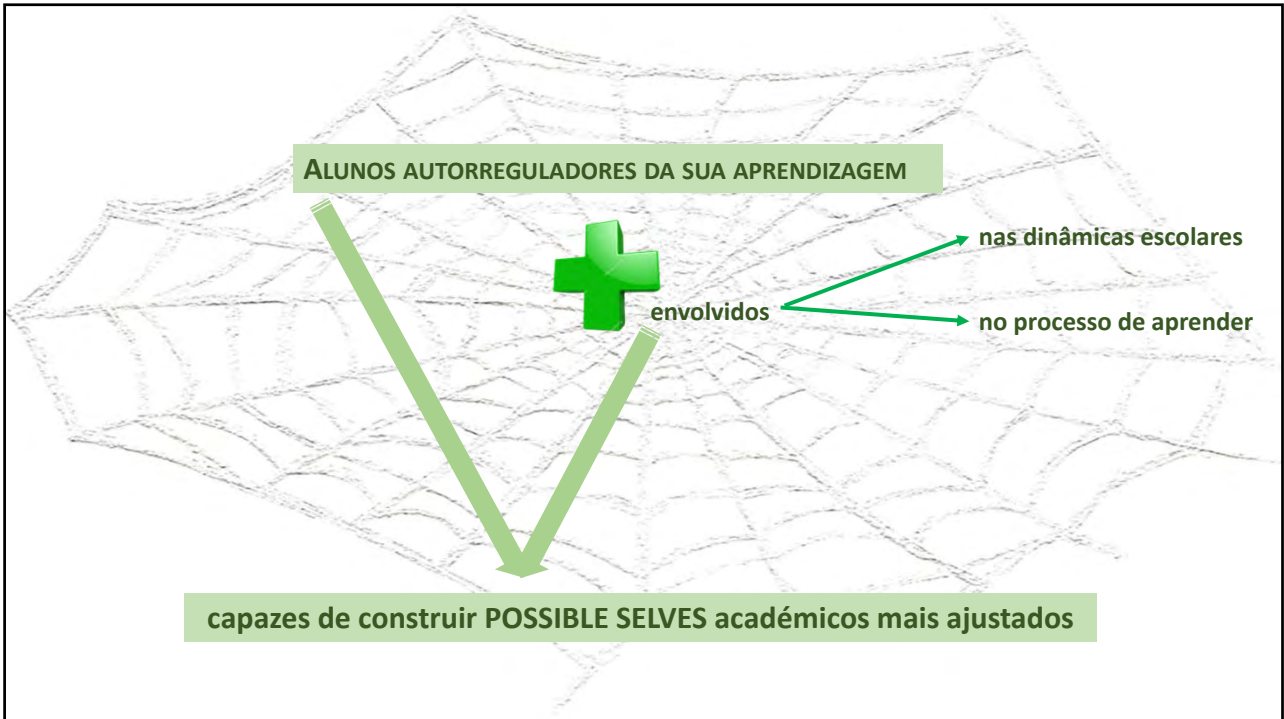 ALUNOS AUTORREGULADORES DA SUA APRENDIZAGEM
nas dinâmicas escolares
envolvidos
no processo de aprender
capazes de construir POSSIBLE SELVES académicos mais ajustados